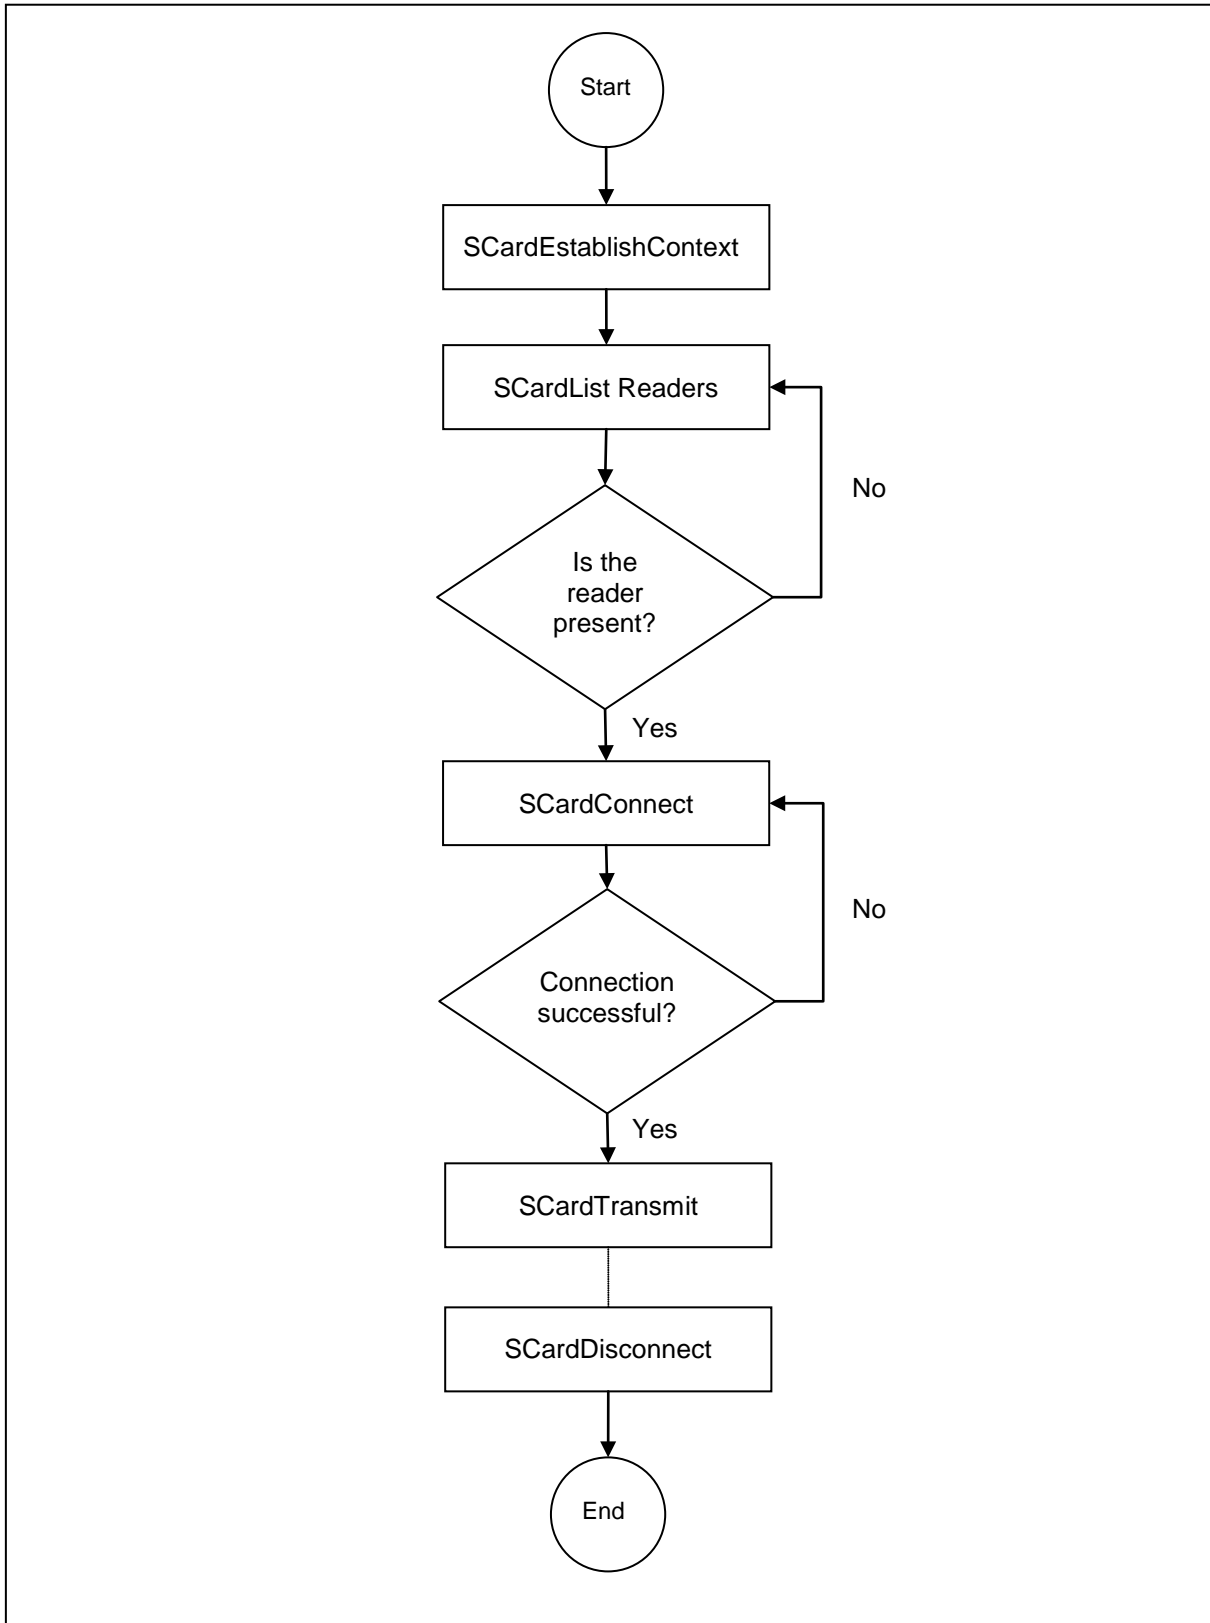 Start
SCardEstablishContext
SCardList Readers
No
Is the
reader
present?
Yes
SCardConnect
No
Connection
successful?
Yes
SCardTransmit
SCardDisconnect
End